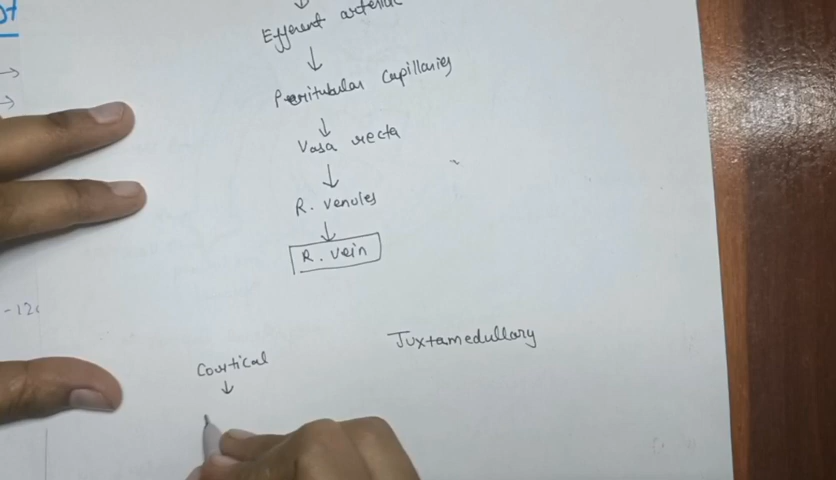 Efferent arteriole
↓
Peritubular Capillaries
↓
Vasa recta
↓
R. venules
↓
R. vein
Cortical
Juxtamedullary
↓